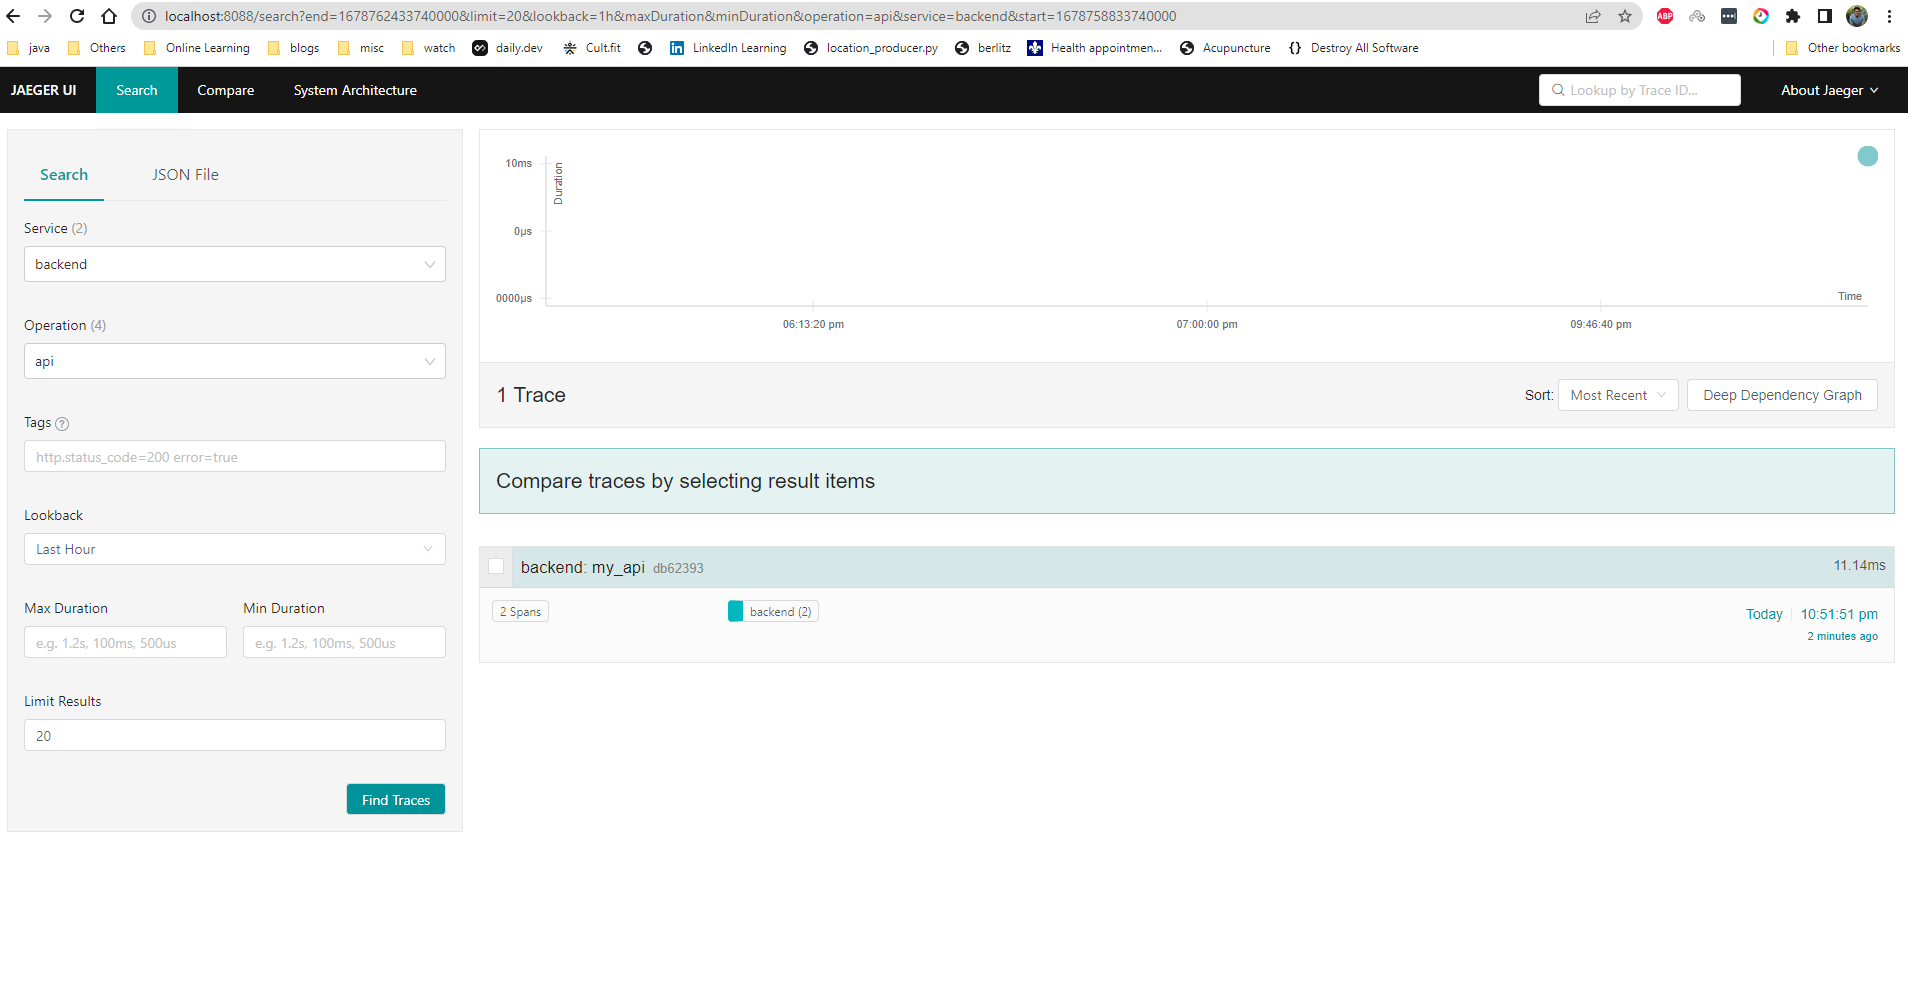 localhost:8088/search?end=1678762433740000&limit=20&lookback=1h&maxDuration&minDuration&operation=api&service=backend&start=1678758833740000
ABP
java Others Online Learning blogs misc watch daily.dev Cult.fit LinkedIn Learning location_producer.py berlitz Health appointmen... Acupuncture {} Destroy All Software Other bookmarks
JAEGER UI Search Compare System Architecture Lookup by Trace ID... About Jaeger
Search JSON File
Service (2)
backend
Operation (4)
api
Tags ?
http.status_code=200 error=true
Lookback
Last Hour
Max Duration Min Duration
e.g. 1.2s, 100ms, 500us e.g. 1.2s, 100ms, 500us
Limit Results
20
Find Traces
10ms
Duration
0μs
0000μs
Time
06:13:20 pm 07:00:00 pm 09:46:40 pm
1 Trace Sort: Most Recent Deep Dependency Graph
Compare traces by selecting result items
backend: my_api db62393 11.14ms
2 Spans backend (2) Today 10:51:51 pm
2 minutes ago